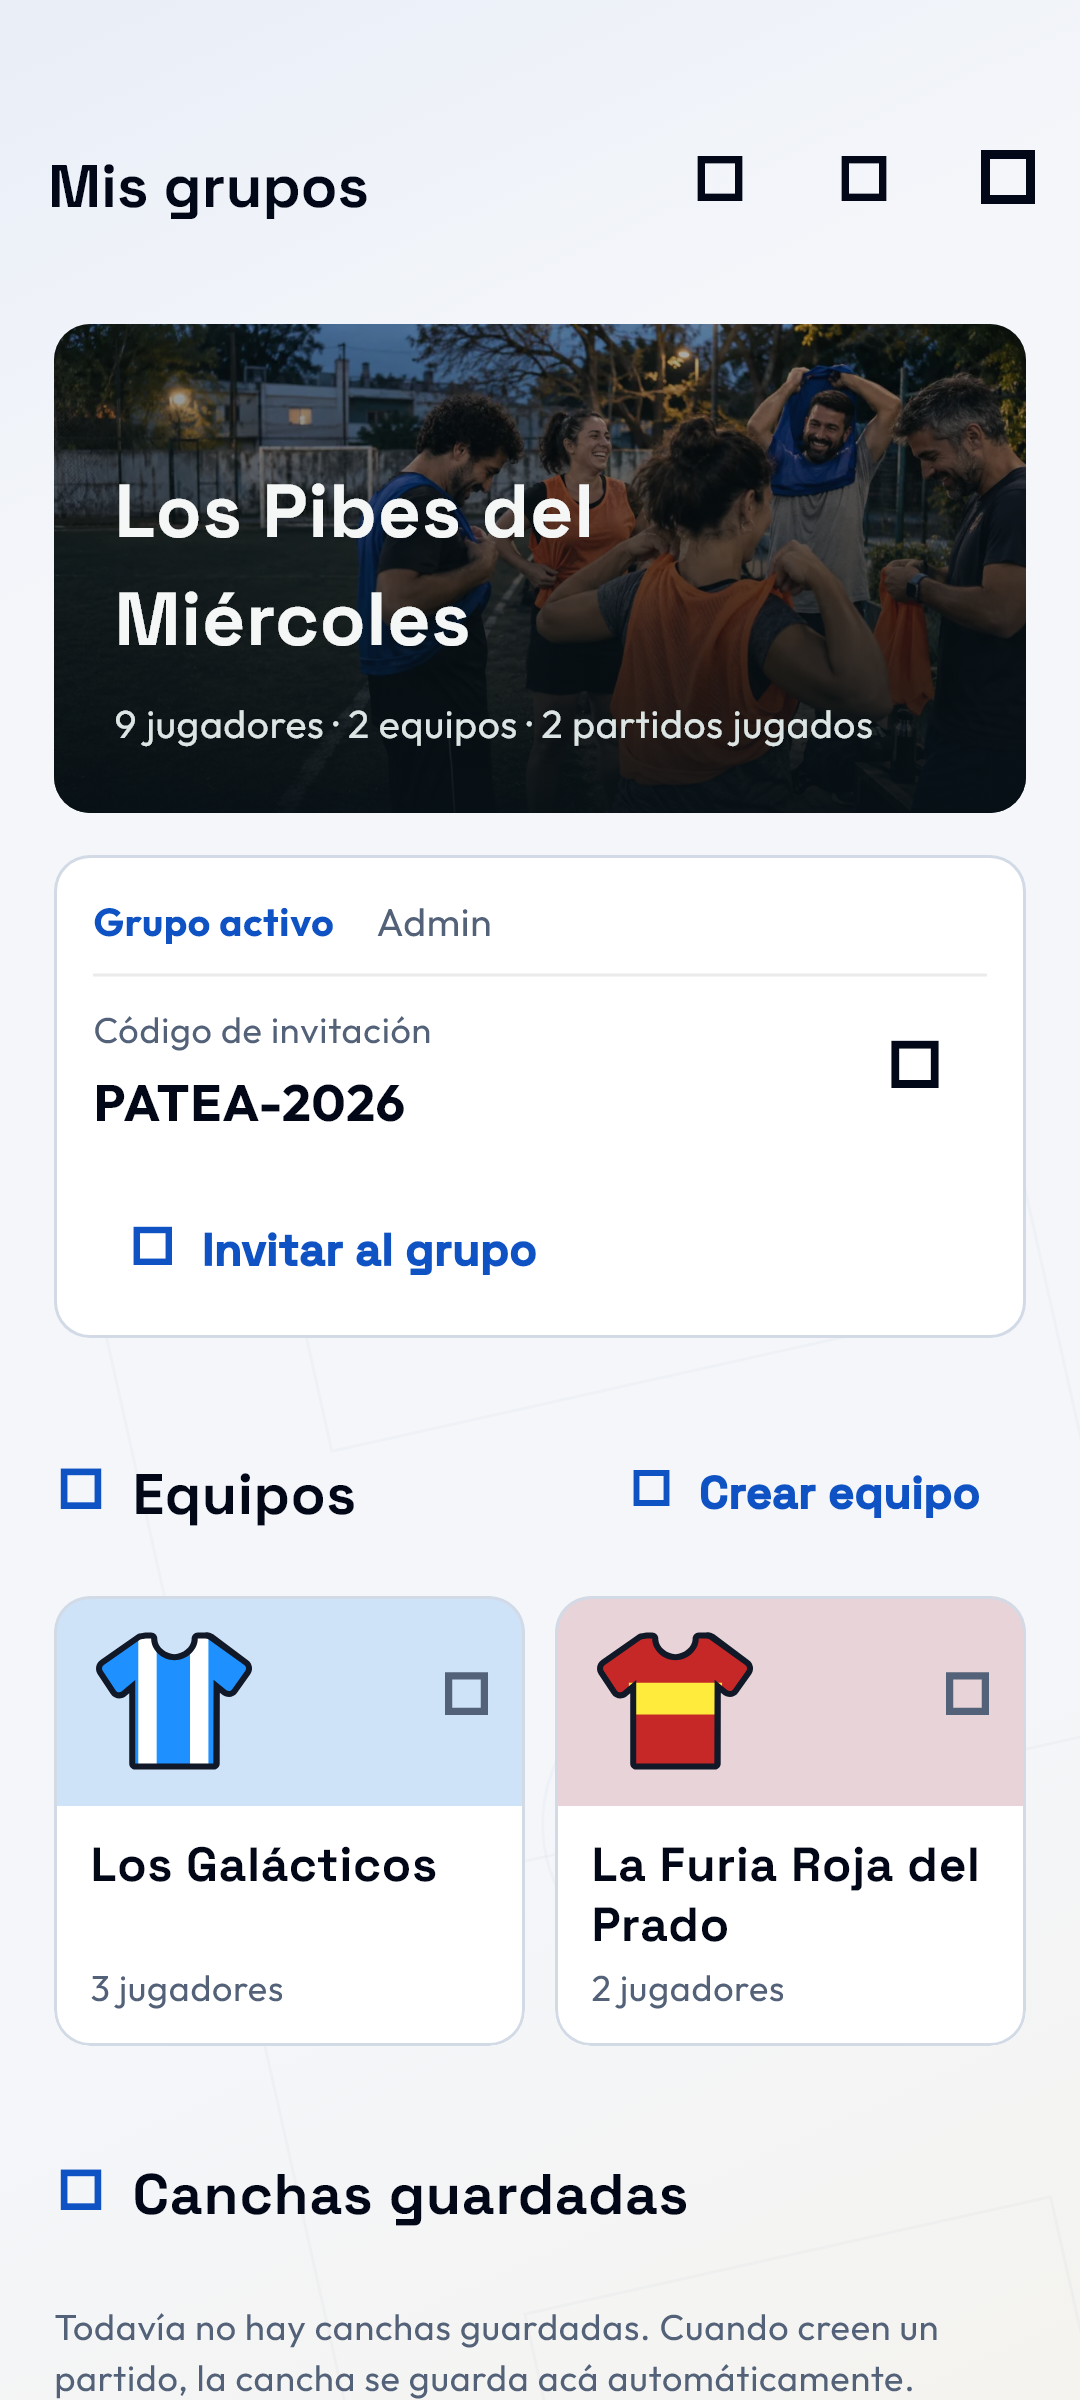 Mis grupos
Los Pibes del
Miércoles
9 jugadores · 2 equipos · 2 partidos jugados
Grupo activo Admin
Código de invitación
PATEA-2026
Invitar al grupo
Equipos
Crear equipo
Los Galácticos
3 jugadores
La Furia Roja del
Prado
2 jugadores
Canchas guardadas
Todavía no hay canchas guardadas. Cuando creen un
partido, la cancha se guarda acá automáticamente.